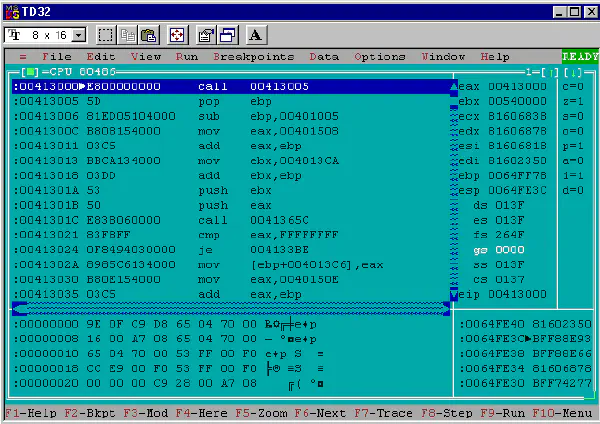 TD32
8 x 16
A
≡ File Edit View Run Breakpoints Data Options Window Help READY
[■]=CPU 80486 1=[↑][↓]
:00413000►E800000000 call 00413005 eax 00413000 c=0
:00413005 5D pop ebp ebx 00540000 z=1
:00413006 81ED05104000 sub ebp,00401005 ecx 81606838 s=0
:0041300C B808154000 mov eax,00401508 edx 81606878 o=0
:00413011 03C5 add eax,ebp esi 81606818 p=1
:00413013 BBCA134000 mov ebx,004013CA edi 81602350 a=0
:00413018 03DD add ebx,ebp ebp 0064FF78 i=1
:0041301A 53 push ebx esp 0064FE3C d=0
:0041301B 50 push eax ds 013F
:0041301C E83B060000 call 0041365C es 013F
:00413021 83F8FF cmp eax,FFFFFFFF fs 264F
:00413024 0F8494030000 je 004133BE gs 0000
:0041302A 8985C6134000 mov [ebp+004013C6],eax ss 013F
:00413030 B80E154000 mov eax,0040150E cs 0137
:00413035 03C5 add eax,ebp eip 00413000
:00000000 9E 0F C9 D8 65 04 70 00 ₧☼╔╪e♦p :0064FE40 81602350
:00000008 16 00 A7 08 65 04 70 00 ▬ º◘e♦p :0064FE3C►BFF88E93
:00000010 65 04 70 00 53 FF 00 F0 e♦p S ≡ :0064FE38 BFF88E66
:00000018 CC E9 00 F0 53 FF 00 F0 ╠Θ ≡S ≡ :0064FE34 81606878
:00000020 00 00 00 C9 28 00 A7 08 ╔( º◘ :0064FE30 BFF74277
F1-Help F2-Bkpt F3-Mod F4-Here F5-Zoom F6-Next F7-Trace F8-Step F9-Run F10-Menu